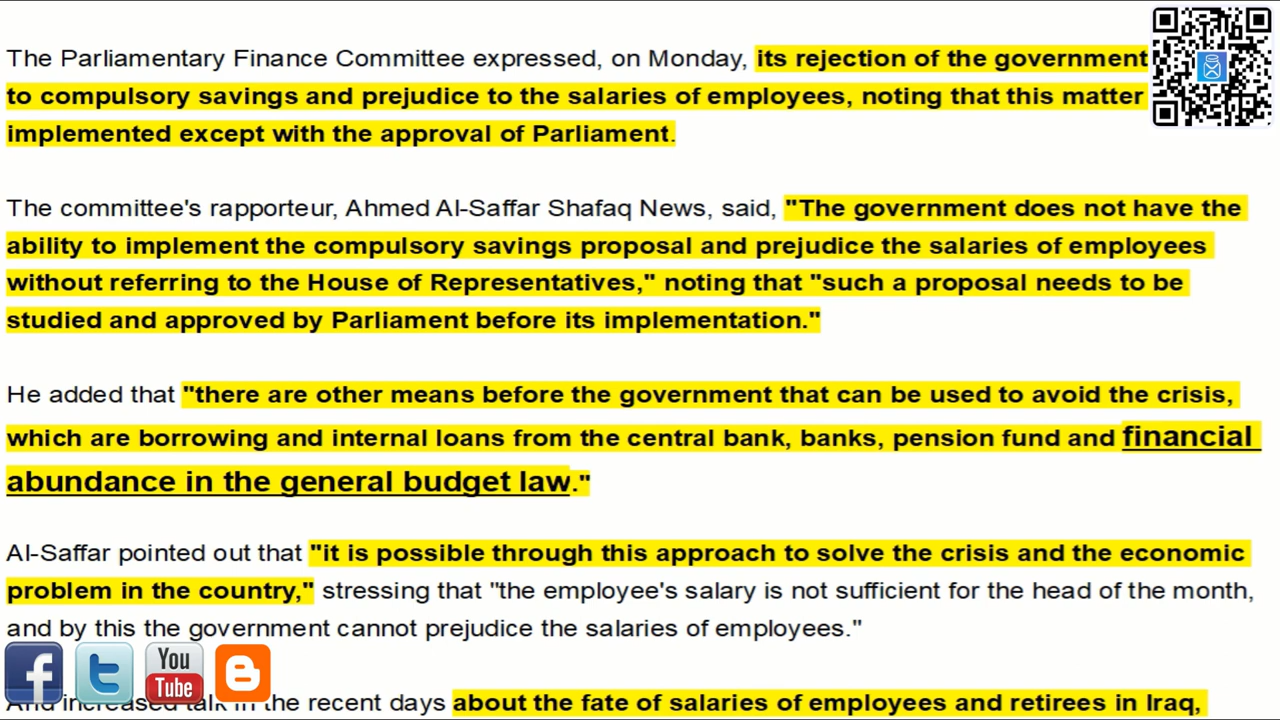 The Parliamentary Finance Committee expressed, on Monday, its rejection of the government
to compulsory savings and prejudice to the salaries of employees, noting that this matter
implemented except with the approval of Parliament.
The committee's rapporteur, Ahmed Al-Saffar Shafaq News, said, "The government does not have the
ability to implement the compulsory savings proposal and prejudice the salaries of employees
without referring to the House of Representatives," noting that "such a proposal needs to be
studied and approved by Parliament before its implementation."
He added that "there are other means before the government that can be used to avoid the crisis,
which are borrowing and internal loans from the central bank, banks, pension fund and financial
abundance in the general budget law."
Al-Saffar pointed out that "it is possible through this approach to solve the crisis and the economic
problem in the country," stressing that "the employee's salary is not sufficient for the head of the month,
and by this the government cannot prejudice the salaries of employees."
You
Tube
And increased talk in the recent days about the fate of salaries of employees and retirees in Iraq,